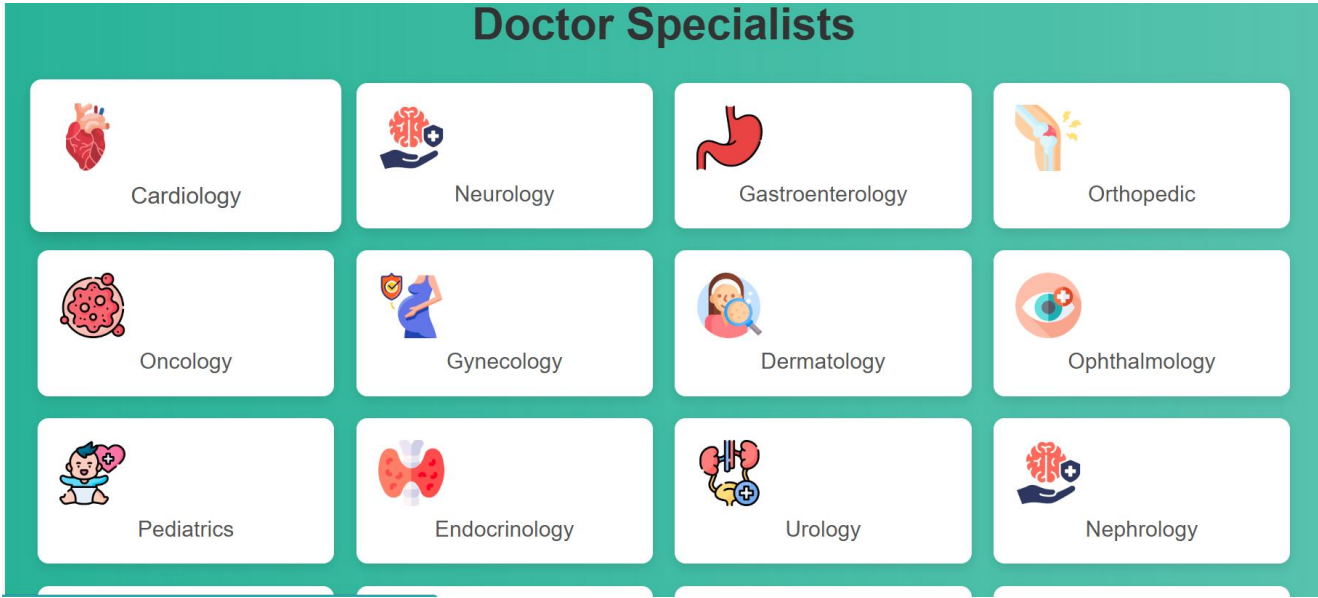 Doctor Specialists
Cardiology
Neurology
Gastroenterology
Orthopedic
Oncology
Gynecology
Dermatology
Ophthalmology
Pediatrics
Endocrinology
Urology
Nephrology